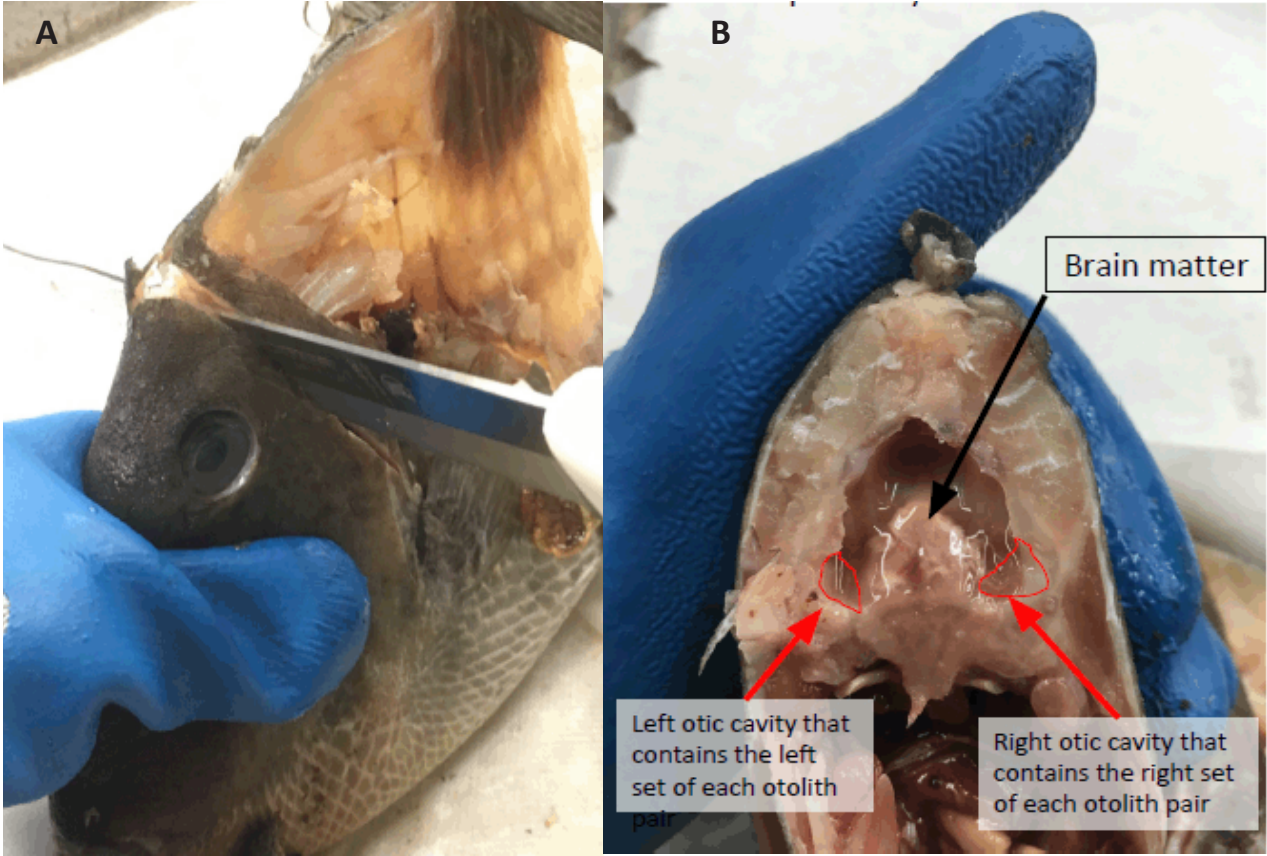 A
B
Brain matter
Left otic cavity that
contains the left
set of each otolith
pair
Right otic cavity that
contains the right set
of each otolith pair